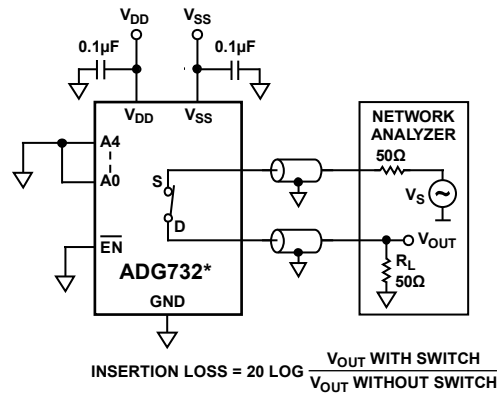 VDD
VSS
0.1µF
0.1µF
VDD
VSS
NETWORK
ANALYZER
50Ω
A4
A0
S
D
VS
EN
VOUT
RL
50Ω
ADG732*
GND
INSERTION LOSS = 20 LOG VOUT WITH SWITCH
VOUT WITHOUT SWITCH